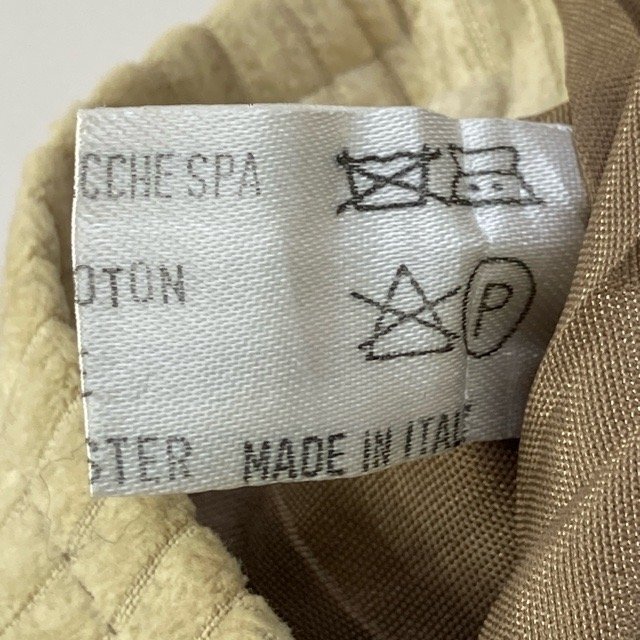 CCHE SPA
OTON
STER MADE IN ITAL
P